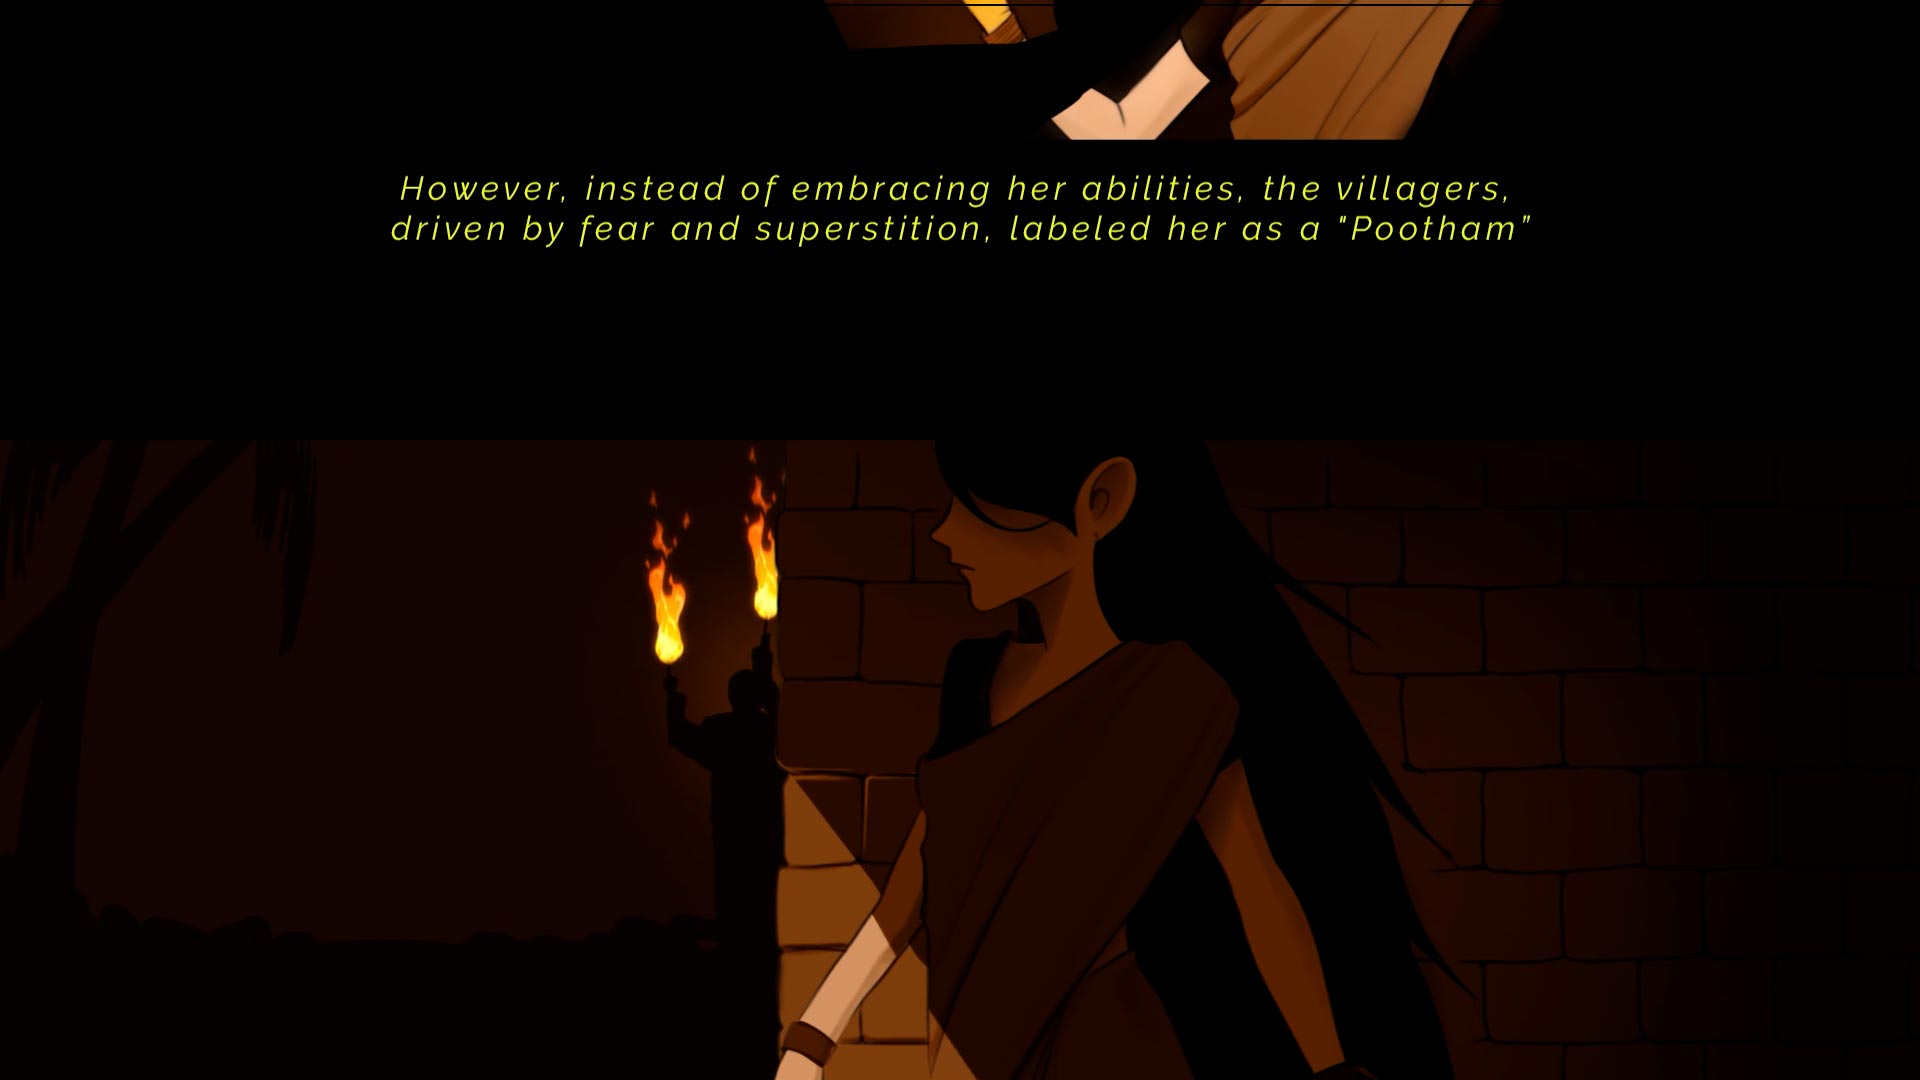 However, instead of embracing her abilities, the villagers,
driven by fear and superstition, labeled her as a "Pootham”